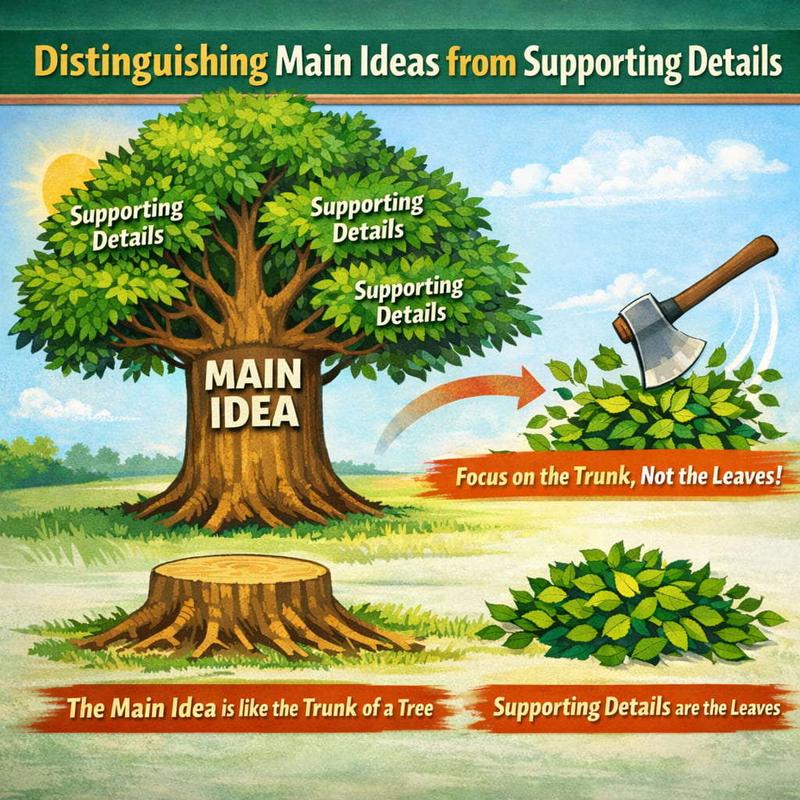 Distinguishing Main Ideas from Supporting Details
Supporting
Details
Supporting
Details
Supporting
Details
MAIN
IDEA
Focus on the Trunk, Not the Leaves!
The Main Idea is like the Trunk of a Tree
Supporting Details are the Leaves